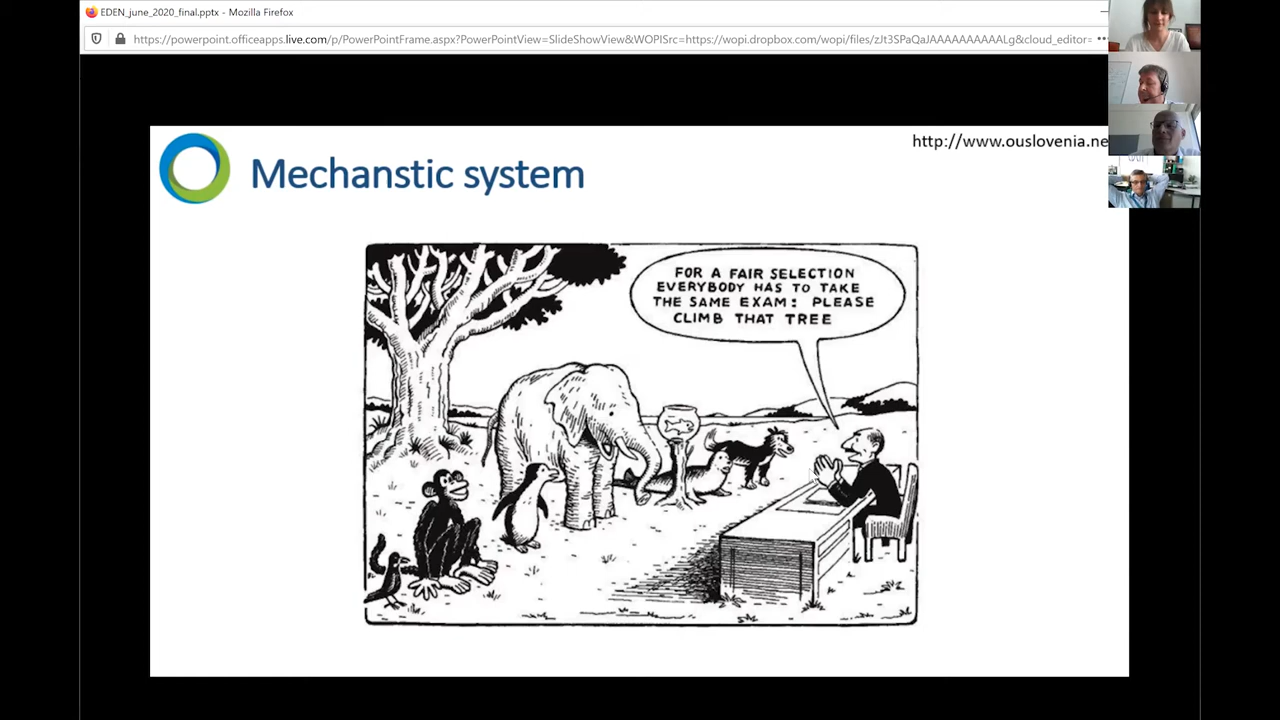 EDEN_june_2020_final.pptx - Mozilla Firefox
https://powerpoint.officeapps.live.com/p/PowerPointFrame.aspx?PowerPointView=SlideShowView&WOPISrc=https://wopi.dropbox.com/wopi/files/zJt3SPaQaJAAAAAAAAAALg&cloud_editor=
http://www.ouslovenia.ne
Mechanstic system
FOR A FAIR SELECTION
EVERYBODY HAS TO TAKE
THE SAME EXAM: PLEASE
CLIMB THAT TREE